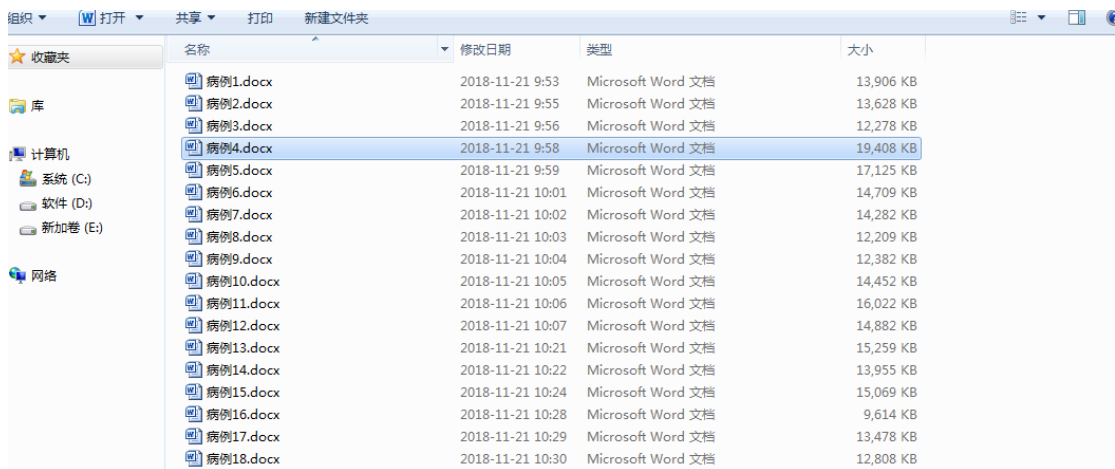 组织 打开 共享 打印 新建文件夹
收藏夹
库
计算机
系统 (C:)
软件 (D:)
新加卷 (E:)
网络
名称 修改日期 类型 大小
病例1.docx 2018-11-21 9:53 Microsoft Word 文档 13,906 KB
病例2.docx 2018-11-21 9:55 Microsoft Word 文档 13,628 KB
病例3.docx 2018-11-21 9:56 Microsoft Word 文档 12,278 KB
病例4.docx 2018-11-21 9:58 Microsoft Word 文档 19,408 KB
病例5.docx 2018-11-21 9:59 Microsoft Word 文档 17,125 KB
病例6.docx 2018-11-21 10:01 Microsoft Word 文档 14,709 KB
病例7.docx 2018-11-21 10:02 Microsoft Word 文档 14,282 KB
病例8.docx 2018-11-21 10:03 Microsoft Word 文档 12,209 KB
病例9.docx 2018-11-21 10:04 Microsoft Word 文档 12,382 KB
病例10.docx 2018-11-21 10:05 Microsoft Word 文档 14,452 KB
病例11.docx 2018-11-21 10:06 Microsoft Word 文档 16,022 KB
病例12.docx 2018-11-21 10:07 Microsoft Word 文档 14,882 KB
病例13.docx 2018-11-21 10:21 Microsoft Word 文档 15,259 KB
病例14.docx 2018-11-21 10:22 Microsoft Word 文档 13,955 KB
病例15.docx 2018-11-21 10:24 Microsoft Word 文档 15,069 KB
病例16.docx 2018-11-21 10:28 Microsoft Word 文档 9,614 KB
病例17.docx 2018-11-21 10:29 Microsoft Word 文档 13,478 KB
病例18.docx 2018-11-21 10:30 Microsoft Word 文档 12,808 KB